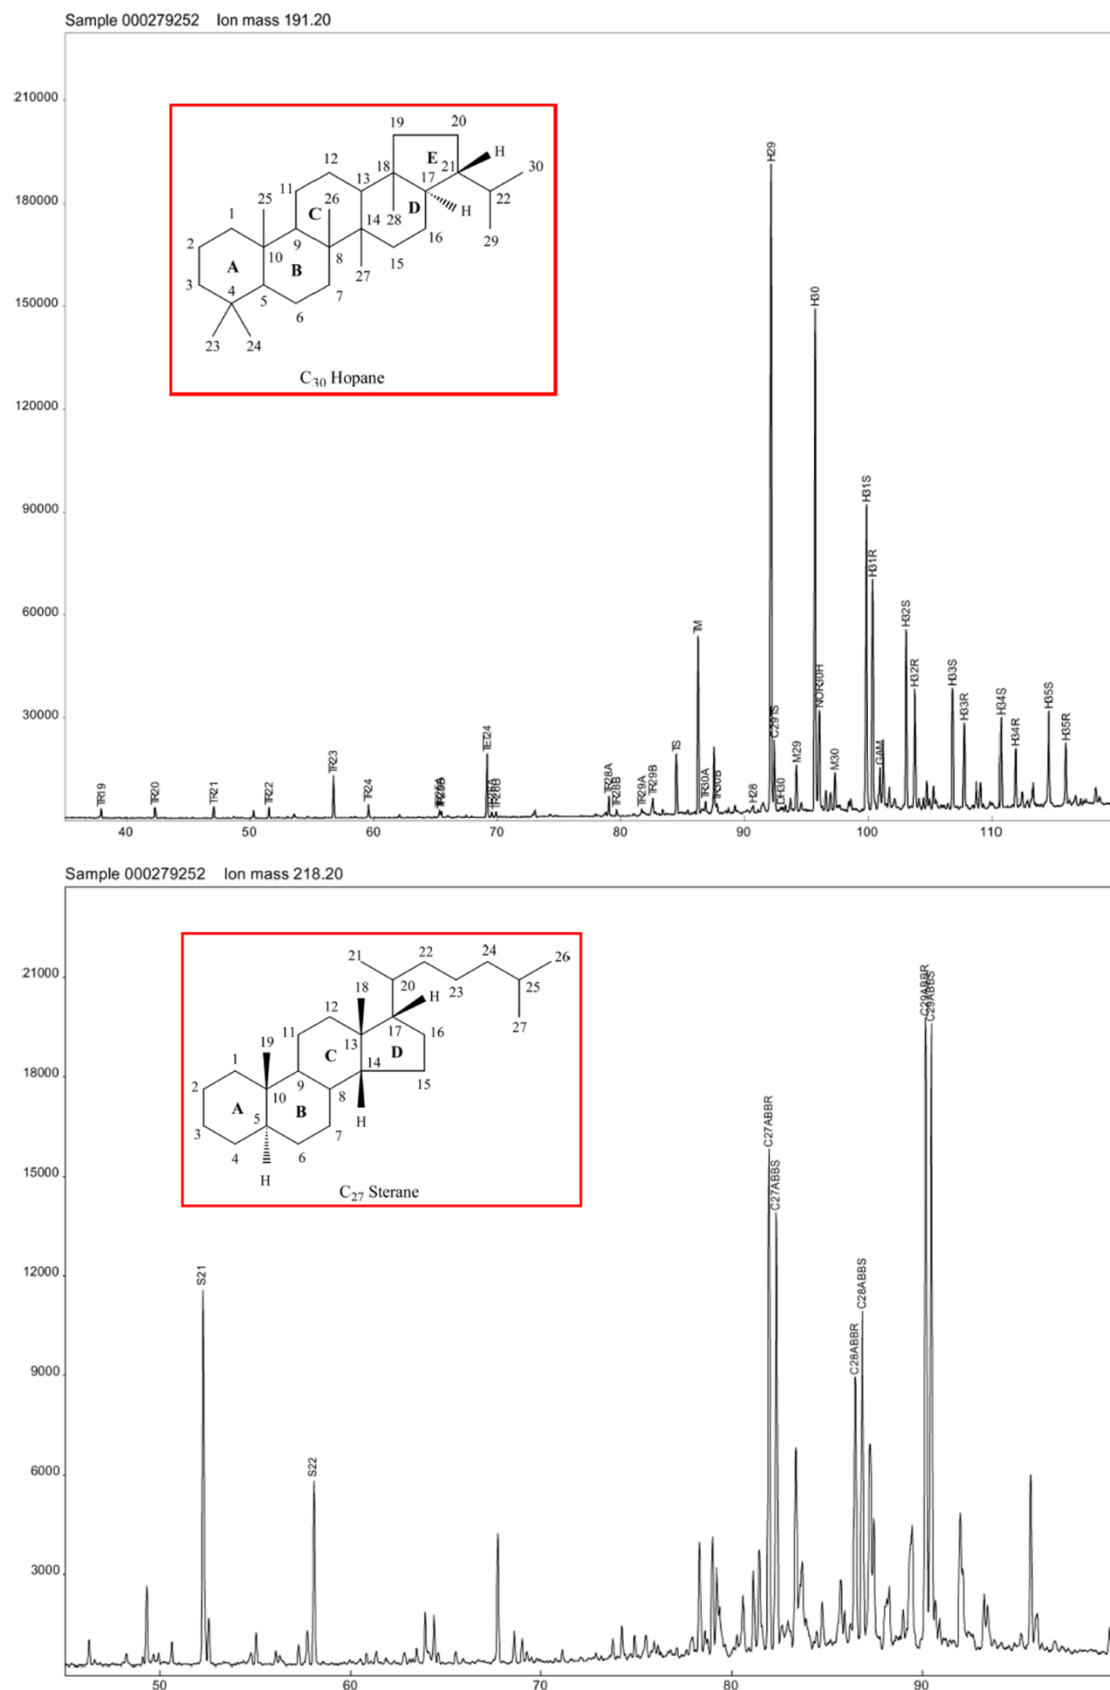 Sample 000279252 Ion mass 191.20
210000
180000
150000
120000
90000
60000
30000
40 50 60 70 80 90 100 110
19 20
12 E H 30
11 13 18 21
25 26 17 22
1 C 14 28 D H
2 9 16 29
10 8 27 15
A B
3 4 5 7
6
23 24
C30 Hopane
TR19
TR20
TR21
TR22
TR23
TR24
TET24
TR28A
TR28B
TR29A
TR29B
TS
TM
TR30A
TR30B
H28
H29
C29TS
DH30
M29
H30
NOR30H
M30
H31S
H31R
GAM
H32S
H32R
H33S
H33R
H34S
H34R
H35S
H35R
Sample 000279252 Ion mass 218.20
21000
18000
15000
12000
9000
6000
3000
50 60 70 80 90
21 22 24 26
18 20 23 25
12 H 27
11 17 16
19 13 D
1 C 14
2 9 15
10 8
A B H
3 5 7
4 6
H
C27 Sterane
S21
S22
C27ABBR
C27ABBS
C28ABBR
C28ABBS
C29ABBR
C29ABBS